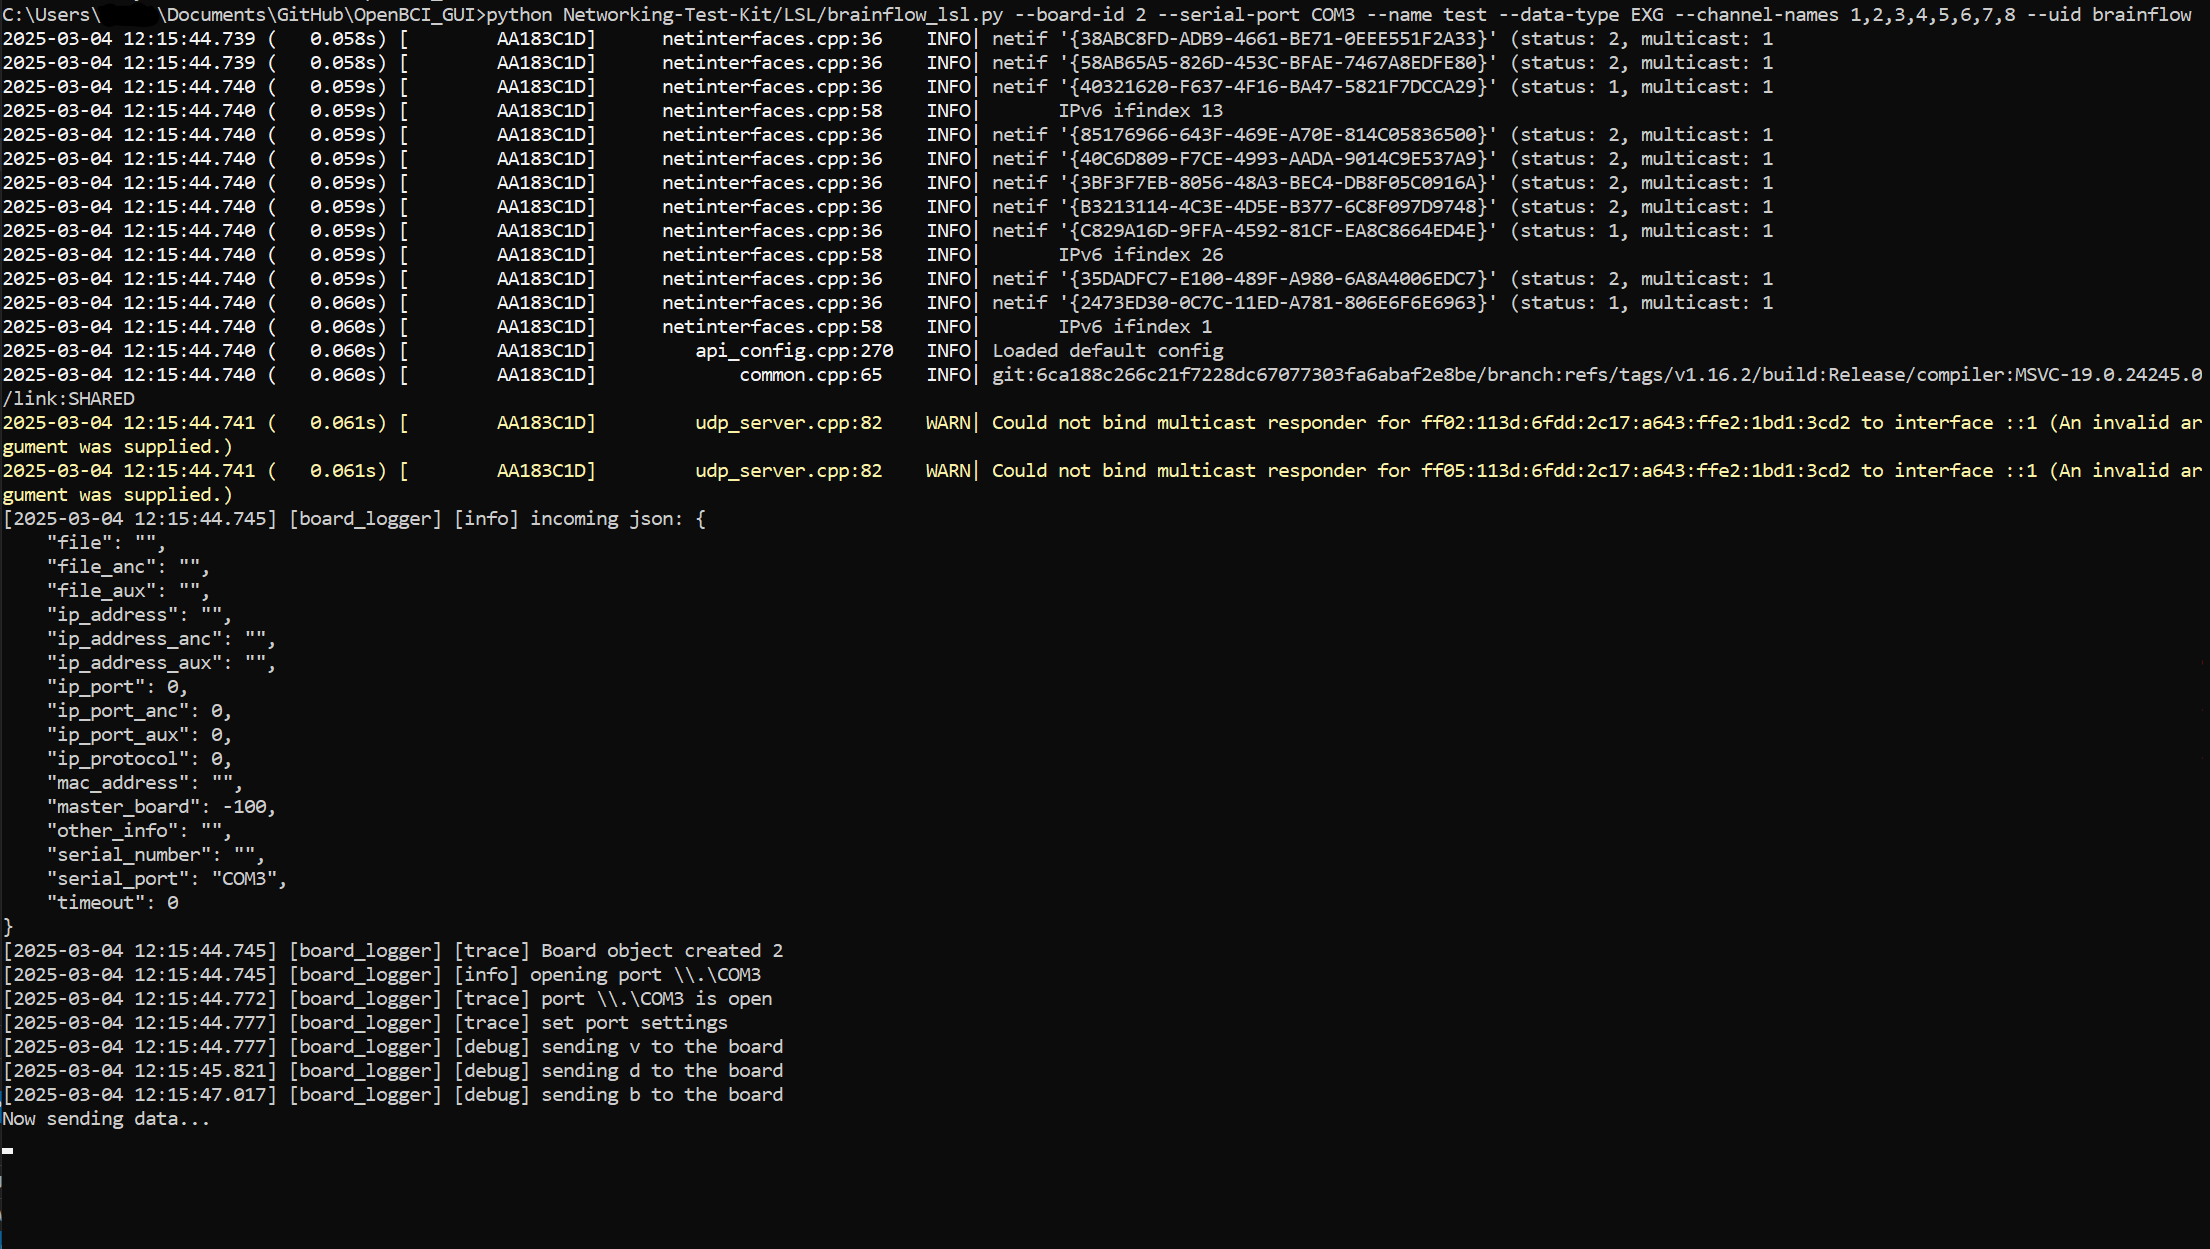 C:\Users\ \Documents\GitHub\OpenBCI_GUI>python Networking-Test-Kit/LSL/brainflow_lsl.py --board-id 2 --serial-port COM3 --name test --data-type EXG --channel-names 1,2,3,4,5,6,7,8 --uid brainflow
2025-03-04 12:15:44.739 (   0.058s) [        AA183C1D]      netinterfaces.cpp:36    INFO| netif '{38ABC8FD-ADB9-4661-BE71-0EEE551F2A33}' (status: 2, multicast: 1
2025-03-04 12:15:44.739 (   0.058s) [        AA183C1D]      netinterfaces.cpp:36    INFO| netif '{58AB65A5-826D-453C-BFAE-7467A8EDFE80}' (status: 2, multicast: 1
2025-03-04 12:15:44.740 (   0.059s) [        AA183C1D]      netinterfaces.cpp:36    INFO| netif '{40321620-F637-4F16-BA47-5821F7DCCA29}' (status: 1, multicast: 1
2025-03-04 12:15:44.740 (   0.059s) [        AA183C1D]      netinterfaces.cpp:58    INFO|       IPv6 ifindex 13
2025-03-04 12:15:44.740 (   0.059s) [        AA183C1D]      netinterfaces.cpp:36    INFO| netif '{85176966-643F-469E-A70E-814C05836500}' (status: 2, multicast: 1
2025-03-04 12:15:44.740 (   0.059s) [        AA183C1D]      netinterfaces.cpp:36    INFO| netif '{40C6D809-F7CE-4993-AADA-9014C9E537A9}' (status: 2, multicast: 1
2025-03-04 12:15:44.740 (   0.059s) [        AA183C1D]      netinterfaces.cpp:36    INFO| netif '{3BF3F7EB-8056-48A3-BEC4-DB8F05C0916A}' (status: 2, multicast: 1
2025-03-04 12:15:44.740 (   0.059s) [        AA183C1D]      netinterfaces.cpp:36    INFO| netif '{B3213114-4C3E-4D5E-B377-6C8F097D9748}' (status: 2, multicast: 1
2025-03-04 12:15:44.740 (   0.059s) [        AA183C1D]      netinterfaces.cpp:36    INFO| netif '{C829A16D-9FFA-4592-81CF-EA8C8664ED4E}' (status: 1, multicast: 1
2025-03-04 12:15:44.740 (   0.059s) [        AA183C1D]      netinterfaces.cpp:58    INFO|       IPv6 ifindex 26
2025-03-04 12:15:44.740 (   0.059s) [        AA183C1D]      netinterfaces.cpp:36    INFO| netif '{35DADFC7-E100-489F-A980-6A8A4006EDC7}' (status: 2, multicast: 1
2025-03-04 12:15:44.740 (   0.060s) [        AA183C1D]      netinterfaces.cpp:36    INFO| netif '{2473ED30-0C7C-11ED-A781-806E6F6E6963}' (status: 1, multicast: 1
2025-03-04 12:15:44.740 (   0.060s) [        AA183C1D]      netinterfaces.cpp:58    INFO|       IPv6 ifindex 1
2025-03-04 12:15:44.740 (   0.060s) [        AA183C1D]         api_config.cpp:270   INFO| Loaded default config
2025-03-04 12:15:44.740 (   0.060s) [        AA183C1D]             common.cpp:65    INFO| git:6ca188c266c21f7228dc67077303fa6abaf2e8be/branch:refs/tags/v1.16.2/build:Release/compiler:MSVC-19.0.24245.0
/link:SHARED
2025-03-04 12:15:44.741 (   0.061s) [        AA183C1D]         udp_server.cpp:82    WARN| Could not bind multicast responder for ff02:113d:6fdd:2c17:a643:ffe2:1bd1:3cd2 to interface ::1 (An invalid ar
gument was supplied.)
2025-03-04 12:15:44.741 (   0.061s) [        AA183C1D]         udp_server.cpp:82    WARN| Could not bind multicast responder for ff05:113d:6fdd:2c17:a643:ffe2:1bd1:3cd2 to interface ::1 (An invalid ar
gument was supplied.)
[2025-03-04 12:15:44.745] [board_logger] [info] incoming json: {
    "file": "",
    "file_anc": "",
    "file_aux": "",
    "ip_address": "",
    "ip_address_anc": "",
    "ip_address_aux": "",
    "ip_port": 0,
    "ip_port_anc": 0,
    "ip_port_aux": 0,
    "ip_protocol": 0,
    "mac_address": "",
    "master_board": -100,
    "other_info": "",
    "serial_number": "",
    "serial_port": "COM3",
    "timeout": 0
}
[2025-03-04 12:15:44.745] [board_logger] [trace] Board object created 2
[2025-03-04 12:15:44.745] [board_logger] [info] opening port \\.\COM3
[2025-03-04 12:15:44.772] [board_logger] [trace] port \\.\COM3 is open
[2025-03-04 12:15:44.777] [board_logger] [trace] set port settings
[2025-03-04 12:15:44.777] [board_logger] [debug] sending v to the board
[2025-03-04 12:15:45.821] [board_logger] [debug] sending d to the board
[2025-03-04 12:15:47.017] [board_logger] [debug] sending b to the board
Now sending data...